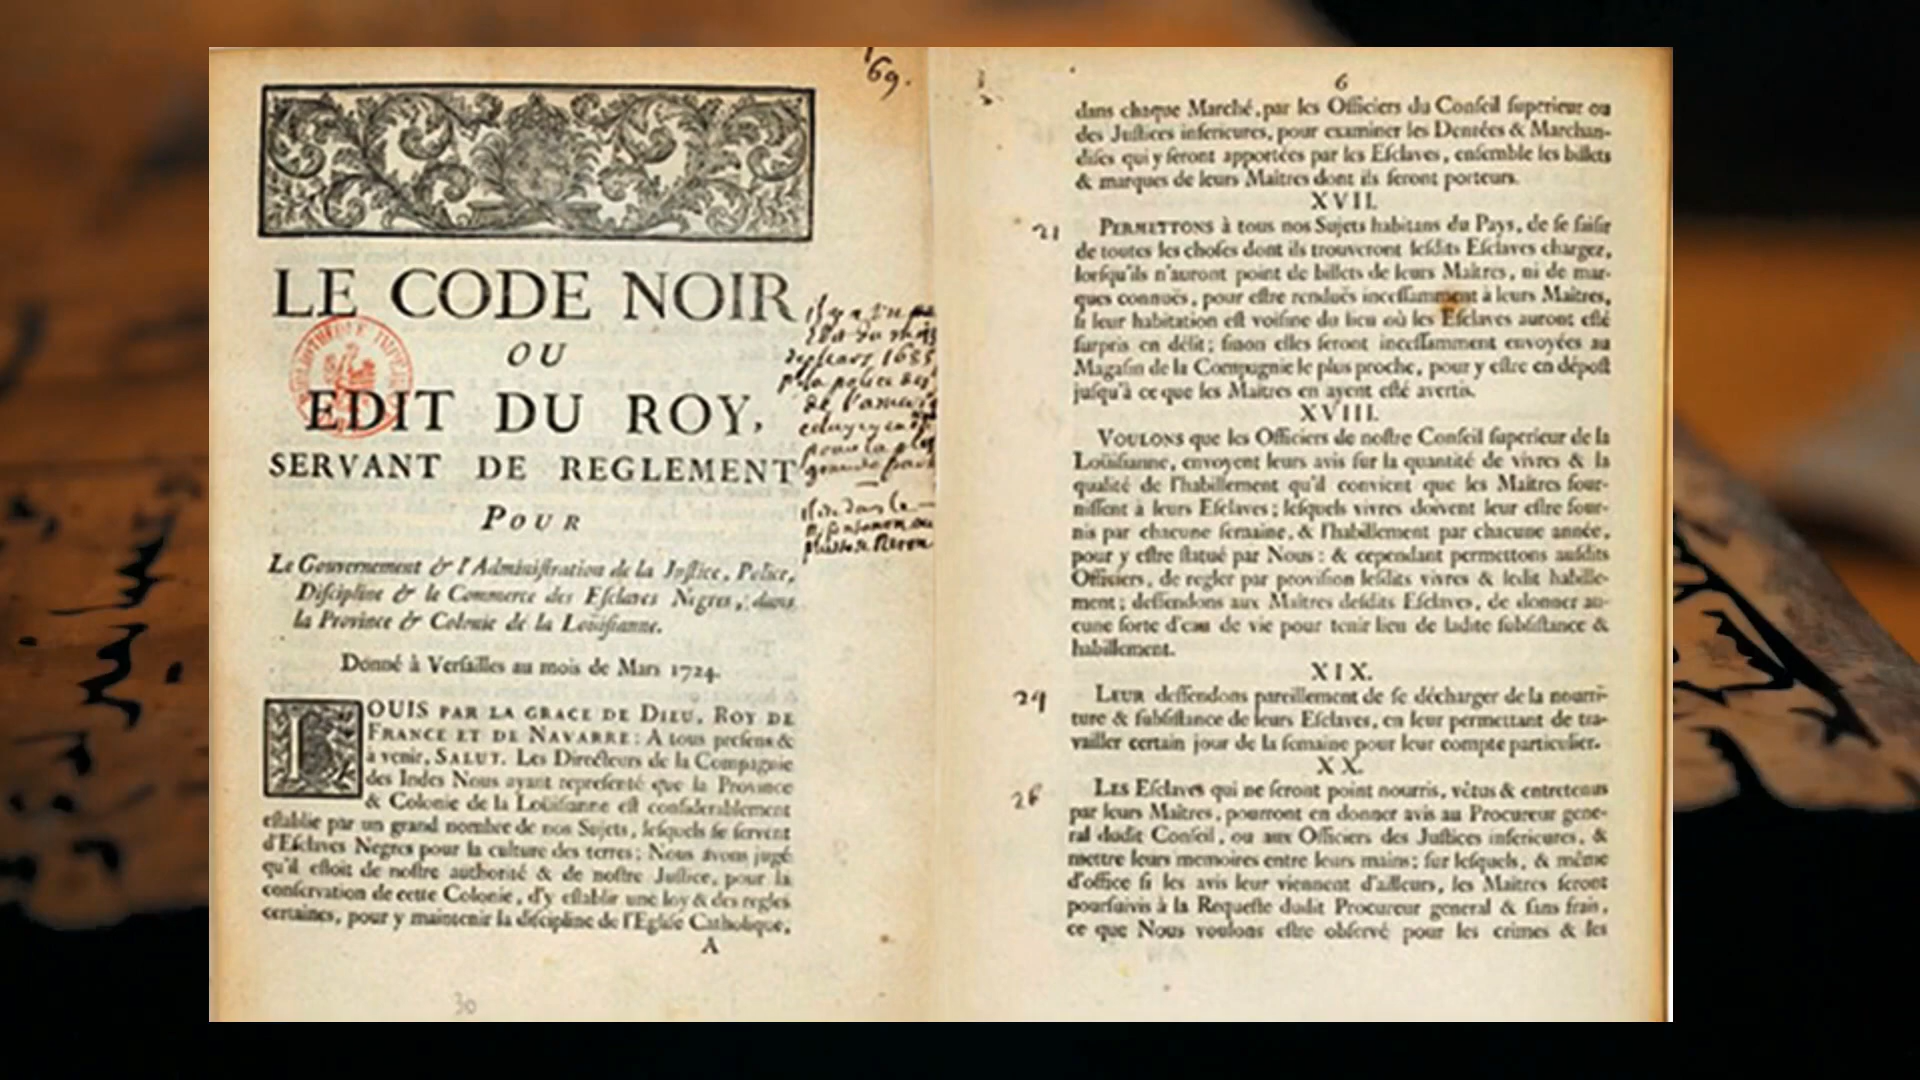 169.
LE CODE NOIR
OU
EDIT DU ROY,
SERVANT DE REGLEMENT
POUR
Le Gouvernement & l'Administration de la Justice, Police,
Discipline & le Commerce des Esclaves Negres, dans
la Province & Colonie de la Loüisianne.
Donné à Versailles au mois de Mars 1724.
LOUIS PAR LA GRACE DE DIEU, ROY DE
FRANCE ET DE NAVARRE: A tous presens &
à venir, SALUT. Les Directeurs de la Compagnie
des Indes Nous ayant representé que la Province
& Colonie de la Loüisianne est considerablement
establie par un grand nombre de nos Sujets, lesquels se servent
d'Esclaves Negres pour la culture des terres; Nous avons jugé
qu'il estoit de nostre authorité & de nostre Justice, pour la
conservation de cette Colonie, d'y establir une loy & des regles
certaines, pour y maintenir la discipline de l'Eglise Catholique,
A
30
6
dans chaque Marché, par les Officiers du Conseil superieur ou
des Justices inferieures, pour examiner les Denrées & Marchan-
dises qui y seront apportées par les Esclaves, ensemble les billets
& marques de leurs Maîtres dont ils seront porteurs.
XVII.
21
PERMETTONS à tous nos Sujets habitans du Pays, de se saisir
de toutes les choses dont ils trouveront lesdits Esclaves chargez,
lorsqu'ils n'auront point de billets de leurs Maîtres, ni de mar-
ques connuës, pour estre renduës incessamment à leurs Maîtres,
si leur habitation est voisine du lieu où les Esclaves auront esté
surpris en délit; sinon elles seront incessamment envoyées au
Magasin de la Compagnie le plus proche, pour y estre en dépost
jusqu'à ce que les Maîtres en ayent esté avertis.
XVIII.
VOULONS que les Officiers de nostre Conseil superieur de la
Loüisianne, envoyent leurs avis sur la quantité de vivres & la
qualité de l'habillement qu'il convient que les Maîtres four-
nissent à leurs Esclaves; lesquels vivres doivent leur estre four-
nis par chacune semaine, & l'habillement par chacune année,
pour y estre statué par Nous: & cependant permettons ausdits
Officiers, de regler par provision lesdits vivres & ledit habille-
ment; deffendons aux Maîtres desdits Esclaves, de donner au-
cune sorte d'eau de vie pour tenir lieu de ladite subsistance &
habillement.
XIX.
24
LEUR deffendons pareillement de se décharger de la nourri-
ture & subsistance de leurs Esclaves, en leur permettant de tra-
vailler certain jour de la semaine pour leur compte particulier.
XX.
26
LES Esclaves qui ne seront point nourris, vêtus & entretenus
par leurs Maîtres, pourront en donner avis au Procureur gene-
ral dudit Conseil, ou aux Officiers des Justices inferieures, &
mettre leurs memoires entre leurs mains; sur lesquels, & même
d'office si les avis leur viennent d'ailleurs, les Maîtres seront
poursuivis à la Requeste dudit Procureur general & sans frais,
ce que Nous voulons estre observé pour les crimes & les